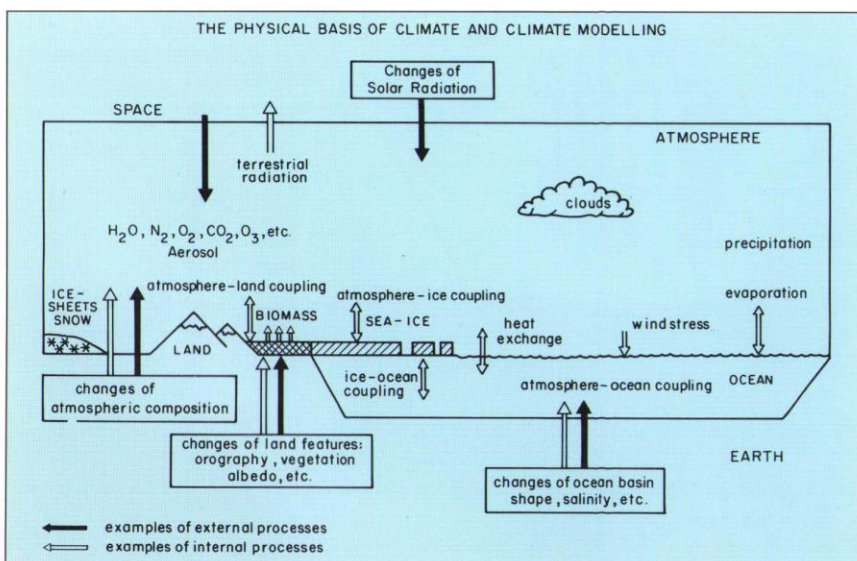 THE PHYSICAL BASIS OF CLIMATE AND CLIMATE MODELLING
Changes of
Solar Radiation
SPACE
ATMOSPHERE
terrestrial
radiation
clouds
H₂O, N₂, O₂, CO₂, O₃, etc.
Aerosol
precipitation
ICE-
SHEETS
SNOW
atmosphere-land coupling
BIOMASS
atmosphere-ice coupling
SEA-ICE
heat
exchange
wind stress
evaporation
LAND
changes of
atmospheric composition
ice-ocean
coupling
atmosphere-ocean coupling
OCEAN
changes of land features:
orography, vegetation
albedo, etc.
changes of ocean basin
shape, salinity, etc.
EARTH
examples of external processes
examples of internal processes